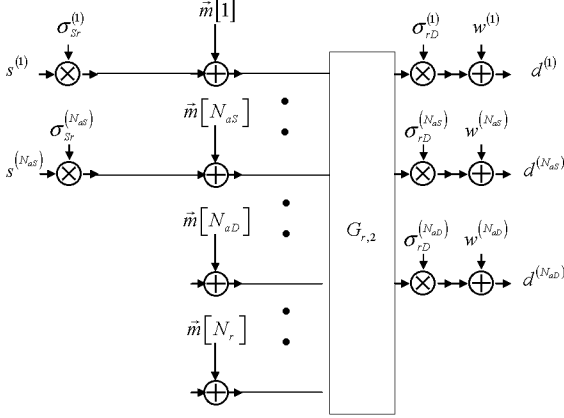 σ_{Sr}^{(1)} m⃗[1] σ_{rD}^{(1)} w^{(1)}
s^{(1)} d^{(1)}
σ_{Sr}^{(N_{aS})} m⃗[N_{aS}] σ_{rD}^{(N_{aS})} w^{(N_{aS})}
s^{(N_{aS})} d^{(N_{aS})}
m⃗[N_{aD}] G_{r,2} σ_{rD}^{(N_{aD})} w^{(N_{aD})}
d^{(N_{aD})}
m⃗[N_r]